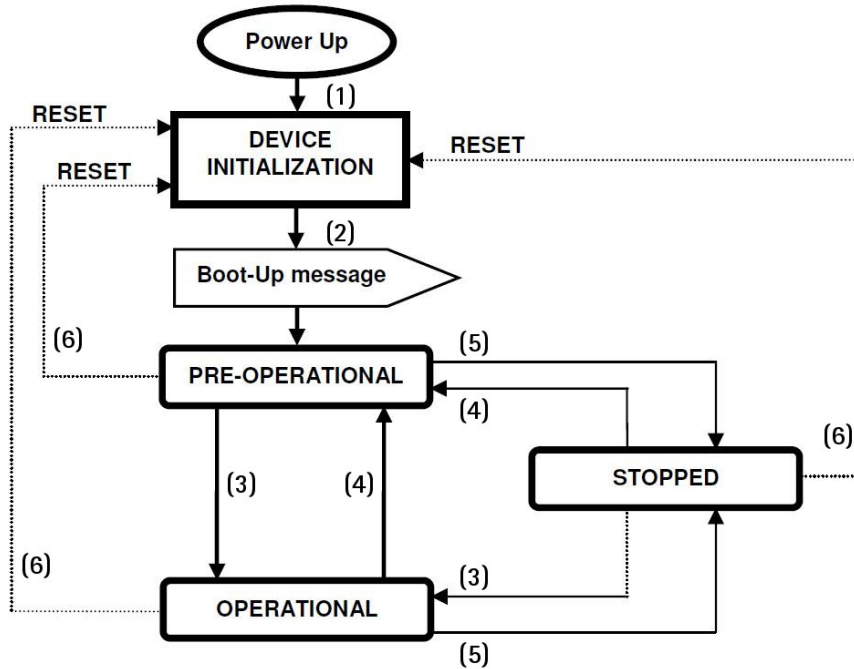 Power Up
(1)
RESET
DEVICE
INITIALIZATION
RESET
RESET
(2)
Boot-Up message
(6)
(5)
PRE-OPERATIONAL
(4)
(6)
STOPPED
(3)
(4)
(6)
(3)
OPERATIONAL
(5)